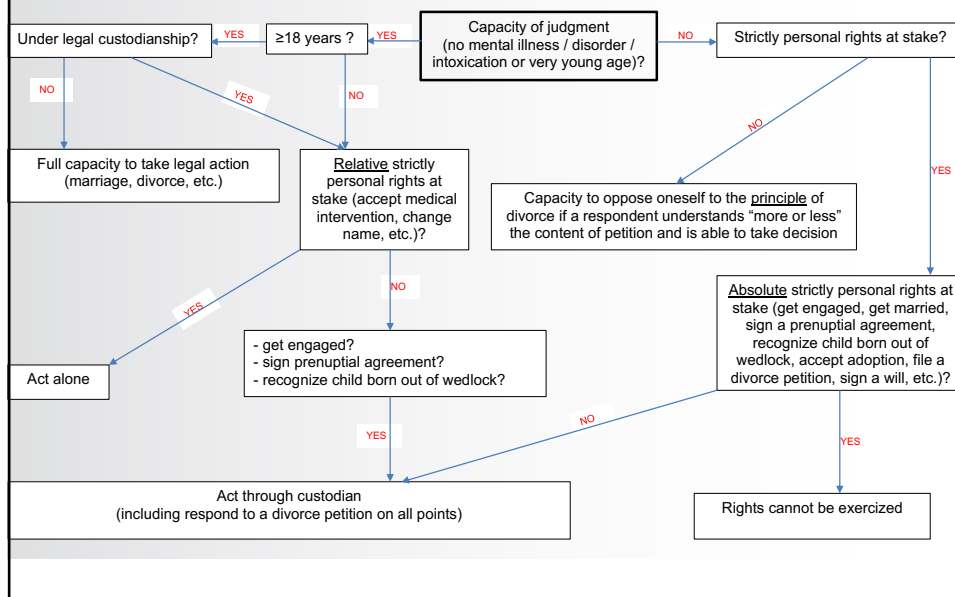 Under legal custodianship?
YES
≥18 years ?
YES
Capacity of judgment
(no mental illness / disorder /
intoxication or very young age)?
NO
Strictly personal rights at stake?
NO
YES
NO
NO
YES
Full capacity to take legal action
(marriage, divorce, etc.)
Relative strictly
personal rights at
stake (accept medical
intervention, change
name, etc.)?
Capacity to oppose oneself to the principle of
divorce if a respondent understands “more or less”
the content of petition and is able to take decision
YES
NO
Absolute strictly personal rights at
stake (get engaged, get married,
sign a prenuptial agreement,
recognize child born out of
wedlock, accept adoption, file a
divorce petition, sign a will, etc.)?
Act alone
- get engaged?
- sign prenuptial agreement?
- recognize child born out of wedlock?
YES
NO
YES
Act through custodian
(including respond to a divorce petition on all points)
Rights cannot be exercized